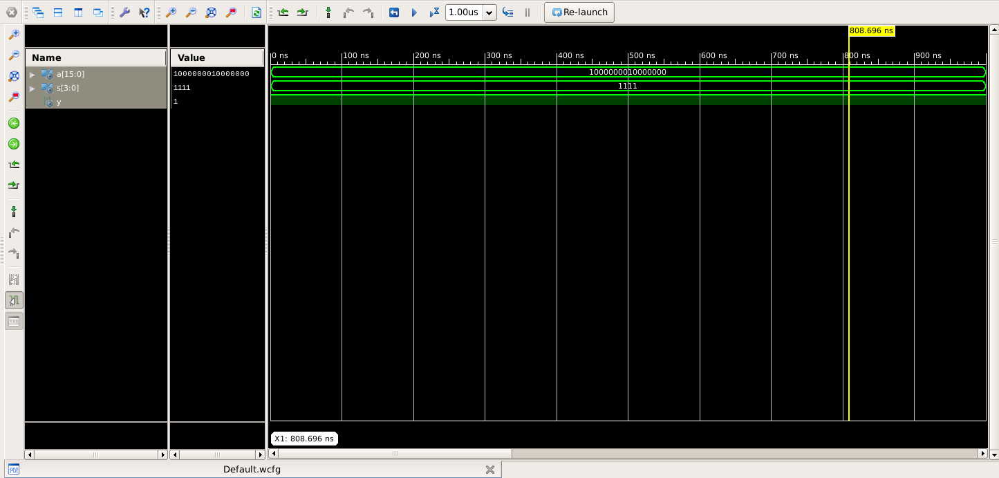 1.00us
Re-launch
808.696 ns
Name
Value
0 ns
100 ns
200 ns
300 ns
400 ns
500 ns
600 ns
700 ns
800 ns
900 ns
a[15:0]
1000000010000000
1000000010000000
s[3:0]
1111
1111
y
1
X1: 808.696 ns
Default.wcfg